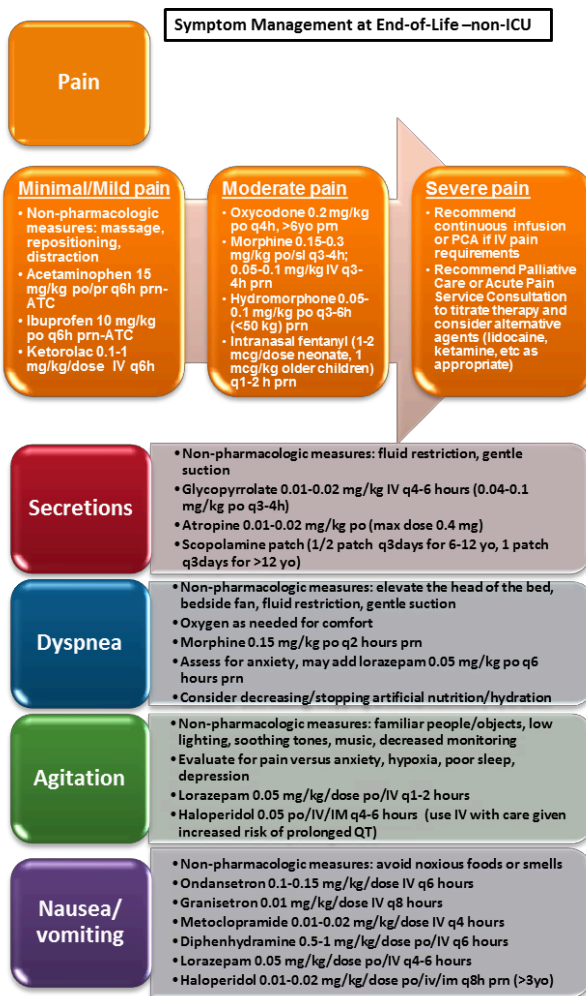 Symptom Management at End-of-Life –non-ICU
Pain
Minimal/Mild pain
• Non-pharmacologic
measures: massage,
repositioning,
distraction
• Acetaminophen 15
mg/kg po/pr q6h prn-
ATC
• Ibuprofen 10 mg/kg
po q6h prn-ATC
• Ketorolac 0.1-1
mg/kg/dose IV q6h
Moderate pain
• Oxycodone 0.2 mg/kg
po q4h, >6yo prn
• Morphine 0.15-0.3
mg/kg po/sl q3-4h;
0.05-0.1 mg/kg IV q3-
4h prn
• Hydromorphone 0.05-
0.1 mg/kg po q3-6h
(<50 kg) prn
• Intranasal fentanyl (1-2
mcg/dose neonate, 1
mcg/kg older children)
q1-2 h prn
Severe pain
• Recommend
continuous infusion
or PCA if IV pain
requirements
• Recommend Palliative
Care or Acute Pain
Service Consultation
to titrate therapy and
consider alternative
agents (lidocaine,
ketamine, etc as
appropriate)
Secretions
• Non-pharmacologic measures: fluid restriction, gentle
suction
• Glycopyrrolate 0.01-0.02 mg/kg IV q4-6 hours (0.04-0.1
mg/kg po q3-4h)
• Atropine 0.01-0.02 mg/kg po (max dose 0.4 mg)
• Scopolamine patch (1/2 patch q3days for 6-12 yo, 1 patch
q3days for >12 yo)
Dyspnea
• Non-pharmacologic measures: elevate the head of the bed,
bedside fan, fluid restriction, gentle suction
• Oxygen as needed for comfort
• Morphine 0.15 mg/kg po q2 hours prn
• Assess for anxiety, may add lorazepam 0.05 mg/kg po q6
hours prn
• Consider decreasing/stopping artificial nutrition/hydration
Agitation
• Non-pharmacologic measures: familiar people/objects, low
lighting, soothing tones, music, decreased monitoring
• Evaluate for pain versus anxiety, hypoxia, poor sleep,
depression
• Lorazepam 0.05 mg/kg/dose po/IV q1-2 hours
• Haloperidol 0.05 po/IV/IM q4-6 hours (use IV with care given
increased risk of prolonged QT)
Nausea/
vomiting
• Non-pharmacologic measures: avoid noxious foods or smells
• Ondansetron 0.1-0.15 mg/kg/dose IV q6 hours
• Granisetron 0.01 mg/kg/dose IV q8 hours
• Metoclopramide 0.01-0.02 mg/kg/dose IV q4 hours
• Diphenhydramine 0.5-1 mg/kg/dose po/IV q6 hours
• Lorazepam 0.05 mg/kg/dose po/IV q4-6 hours
• Haloperidol 0.01-0.02 mg/kg/dose po/iv/im q8h prn (>3yo)